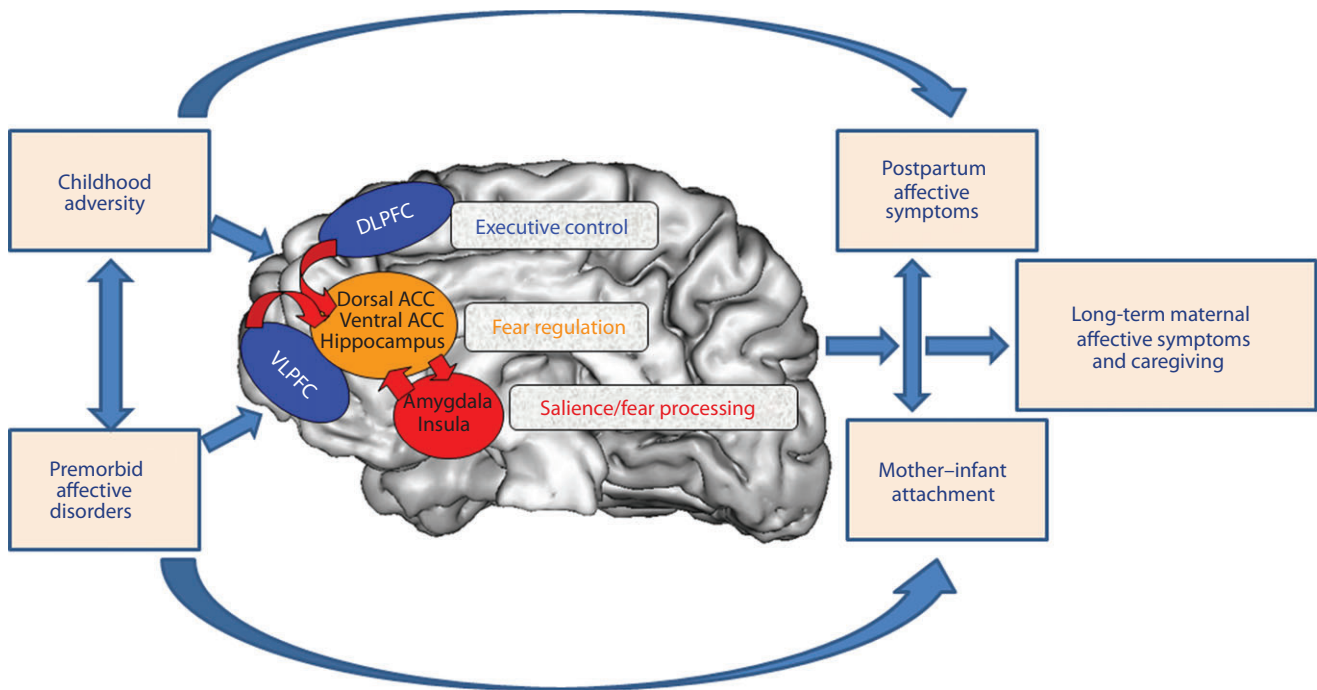 Childhood
adversity
Premorbid
affective
disorders
DLPFC
Executive control
Dorsal ACC
Ventral ACC
Hippocampus
Fear regulation
VLPFC
Amygdala
Insula
Salience/fear processing
Postpartum
affective
symptoms
Long-term maternal
affective symptoms
and caregiving
Mother–infant
attachment